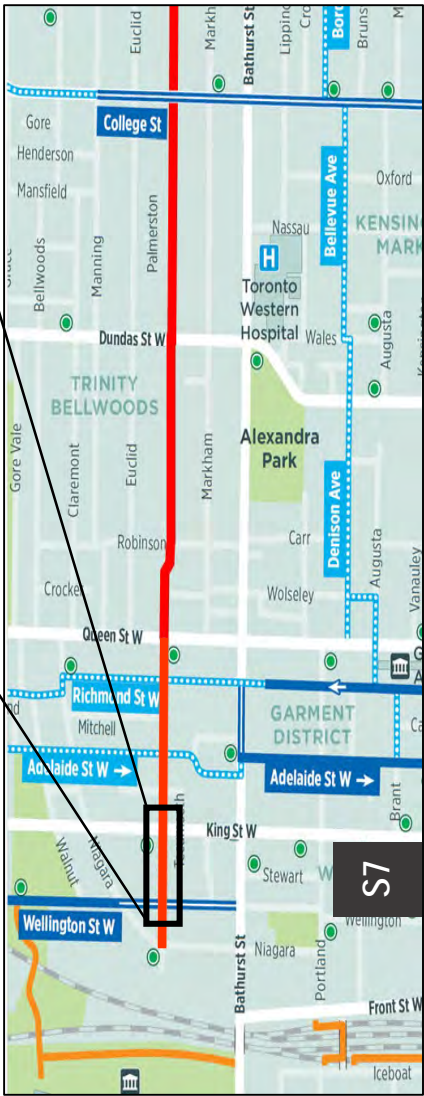 Euclid
Markh
Bathurst St
Lippinc
Cro
Bord
Bruns
M
Gore
College St
Henderson
Mansfield
Bellwoods
Manning
Palmerston
Nassau
Bellevue Ave
Oxford
KENSING
MARK
H
Toronto
Western
Hospital
Dundas St W
Wales
Augusta
TRINITY
BELLWOODS
Gore Vale
Claremont
Euclid
Markham
Alexandra
Park
Robinson
Carr
Denison Ave
Augusta
Crocker
Wolseley
Vanauley
Queen St W
G
A
Richmond St W
nd
Mitchell
GARMENT
DISTRICT
Ca
Adelaide St W →
Adelaide St W →
Brant
King St W
Walnut
Niagara
Stewart
W
S7
Wellington St W
Wellington
Niagara
Portland
Bathurst St
Front St W
Iceboat